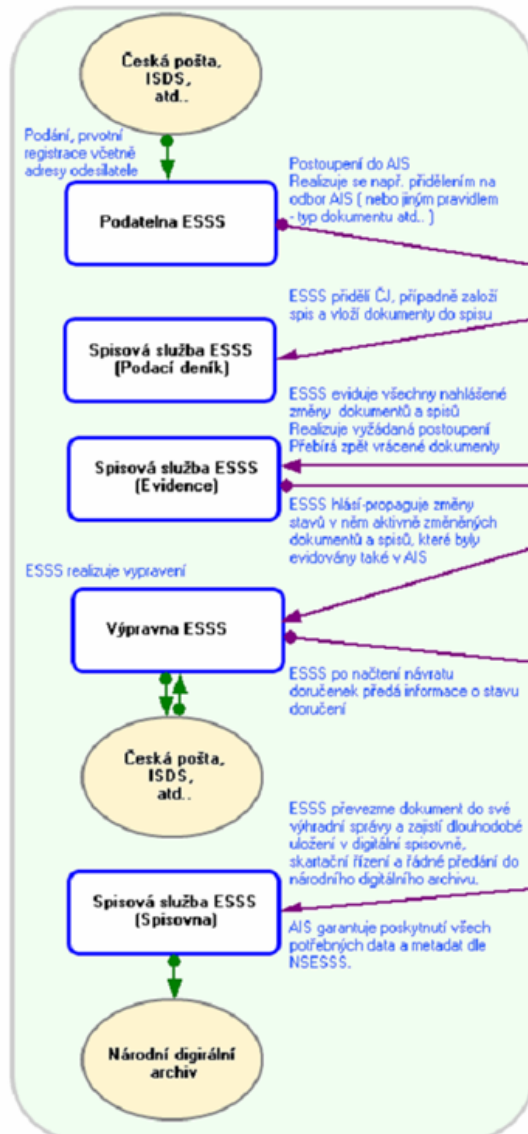 Česká pošta,
ISDS,
atd..
Podání, prvotní
registrace včetně
adresy odesílatele
Postoupení do AIS
Realizuje se např. přidělením na
odbor AIS ( nebo jiným pravidlem
- typ dokumentu atd.. )
Podatelna ESSS
ESSS přidělí ČJ, případně založí
spis a vloží dokumenty do spisu
Spisová služba ESSS
(Podací deník)
ESSS eviduje všechny nahlášené
změny dokumentů a spisů
Realizuje vyžádaná postoupení
Přebírá zpět vrácené dokumenty
Spisová služba ESSS
(Evidence)
ESSS hlásí-propaguje změny
stavů v něm aktivně změněných
dokumentů a spisů, které byly
evidovány také v AIS
ESSS realizuje vypravení
Výpravna ESSS
ESSS po načtení návratu
doručenek předá informace o stavu
doručení
Česká pošta,
ISDS,
atd..
ESSS převezme dokument do své
výhradní správy a zajistí dlouhodobé
uložení v digitální spisovně,
skartační řízení a řádné předání do
národního digitálního archivu.
Spisová služba ESSS
(Spisovna)
AIS garantuje poskytnutí všech
potřebných data a metadat dle
NSESSS.
Národní digirální
archiv